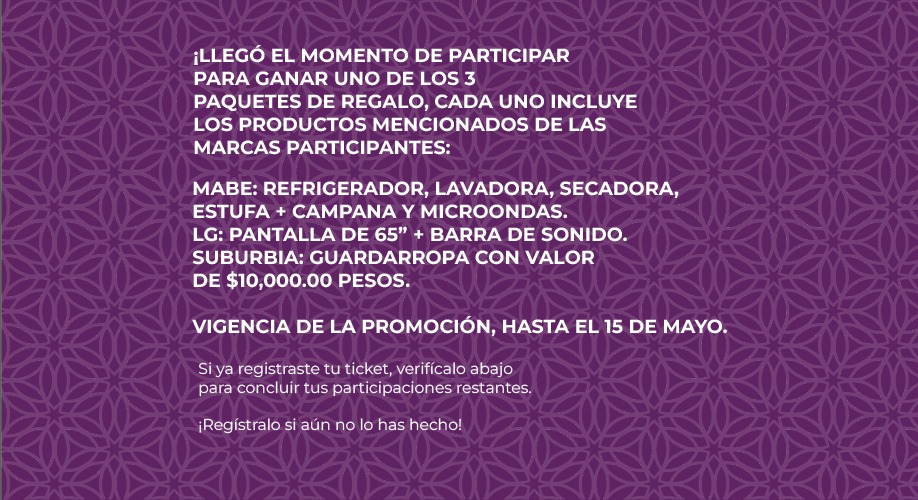 ¡LLEGÓ EL MOMENTO DE PARTICIPAR
PARA GANAR UNO DE LOS 3
PAQUETES DE REGALO, CADA UNO INCLUYE
LOS PRODUCTOS MENCIONADOS DE LAS
MARCAS PARTICIPANTES:
MABE: REFRIGERADOR, LAVADORA, SECADORA,
ESTUFA + CAMPANA Y MICROONDAS.
LG: PANTALLA DE 65” + BARRA DE SONIDO.
SUBURBIA: GUARDARROPA CON VALOR
DE $10,000.00 PESOS.
VIGENCIA DE LA PROMOCIÓN, HASTA EL 15 DE MAYO.
Si ya registraste tu ticket, verifícalo abajo
para concluir tus participaciones restantes.
¡Regístralo si aún no lo has hecho!